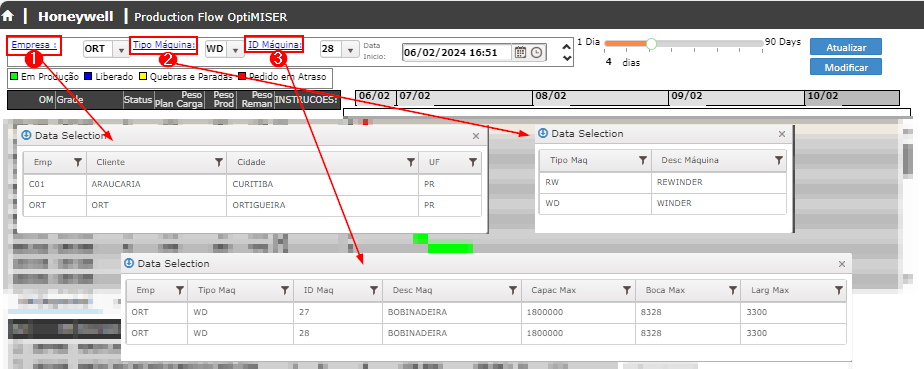 Honeywell Production Flow OptiMISER
Empresa : ORT Tipo Máquina: WD ID Máquina: 28 Data Inicio: 06/02/2024 16:51 1 Dia 90 Days Atualizar
1 2 3 4 dias Modificar
Em Produção Liberado Quebras e Paradas Pedido em Atraso
OM Grade Status Peso Plan Peso Carga Peso Prod Peso Reman INSTRUCOES: 06/02 07/02 08/02 09/02 10/02
Data Selection ×
Emp Cliente Cidade UF
C01 ARAUCARIA CURITIBA PR
ORT ORT ORTIGUEIRA PR
Data Selection ×
Tipo Maq Desc Máquina
RW REWINDER
WD WINDER
Data Selection ×
Emp Tipo Maq ID Maq Desc Maq Capac Max Boca Max Larg Max
ORT WD 27 BOBINADEIRA 1800000 8328 3300
ORT WD 28 BOBINADEIRA 1800000 8328 3300